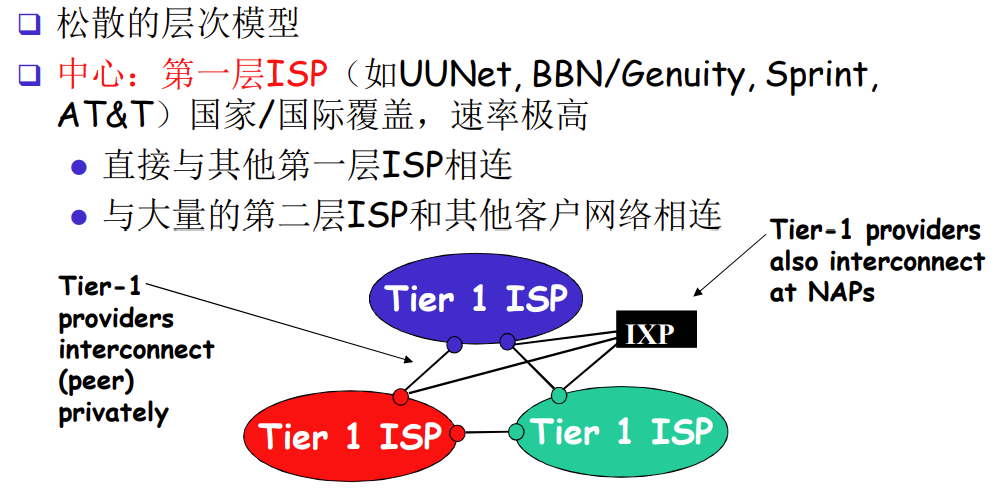 松散的层次模型
中心：第一层ISP（如UUNet, BBN/Genuity, Sprint,
AT&T）国家/国际覆盖，速率极高
直接与其他第一层ISP相连
与大量的第二层ISP和其他客户网络相连
Tier-1 providers
also interconnect
at NAPs
Tier-1
providers
interconnect
(peer)
privately
Tier 1 ISP
IXP
Tier 1 ISP
Tier 1 ISP